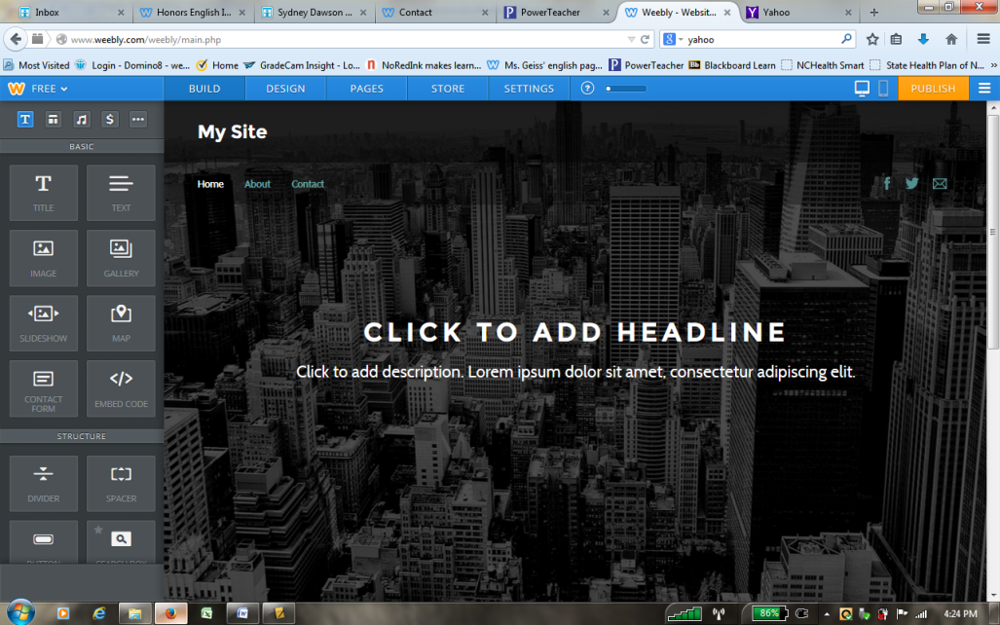 Inbox
Honors English I...
Sydney Dawson ...
Contact
PowerTeacher
Weebly - Websit...
Yahoo
www.weebly.com/weebly/main.php
yahoo
Most Visited
Login - Domino8 - we...
Home
GradeCam Insight - Lo...
NoRedInk makes learn...
Ms. Geiss' english pag...
PowerTeacher
Blackboard Learn
NCHealth Smart
State Health Plan of N...
FREE
BUILD
DESIGN
PAGES
STORE
SETTINGS
PUBLISH
BASIC
TITLE
TEXT
IMAGE
GALLERY
SLIDESHOW
MAP
CONTACT
FORM
EMBED CODE
STRUCTURE
DIVIDER
SPACER
BUTTON
SEARCH BOX
My Site
Home
About
Contact
CLICK TO ADD HEADLINE
Click to add description. Lorem ipsum dolor sit amet, consectetur adipiscing elit.
86%
4:24 PM